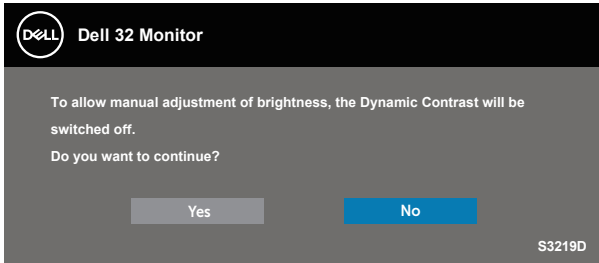 DELL Dell 32 Monitor
To allow manual adjustment of brightness, the Dynamic Contrast will be
switched off.
Do you want to continue?
Yes No
S3219D